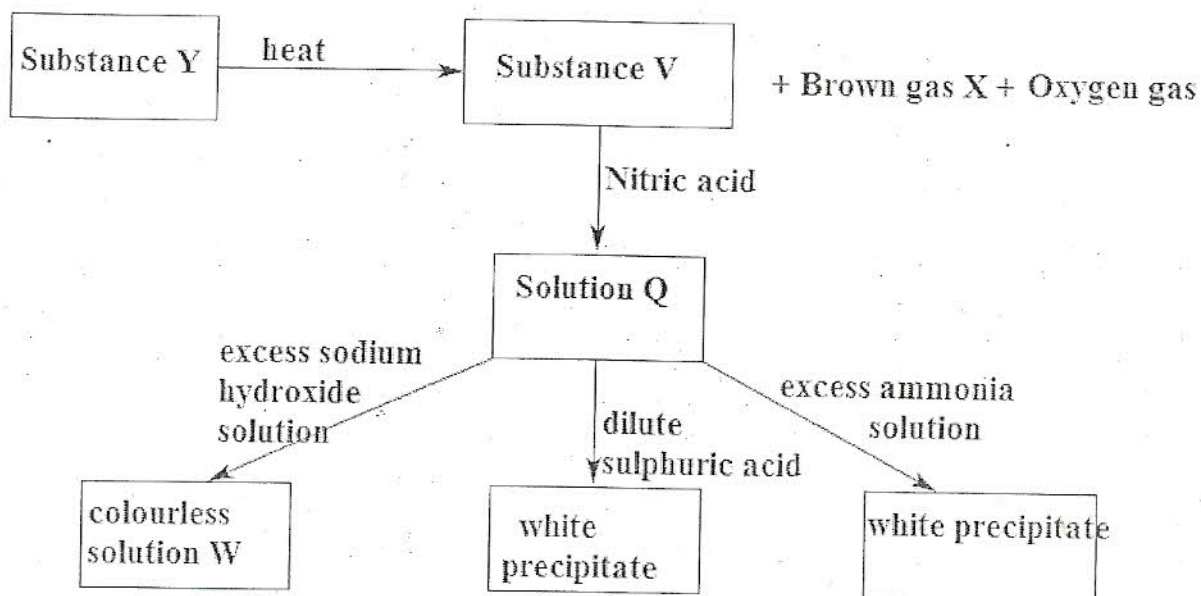 Substance Y
heat
Substance V
+ Brown gas X + Oxygen gas
Nitric acid
Solution Q
excess sodium
hydroxide
solution
dilute
sulphuric acid
excess ammonia
solution
colourless
solution W
white
precipitate
white precipitate